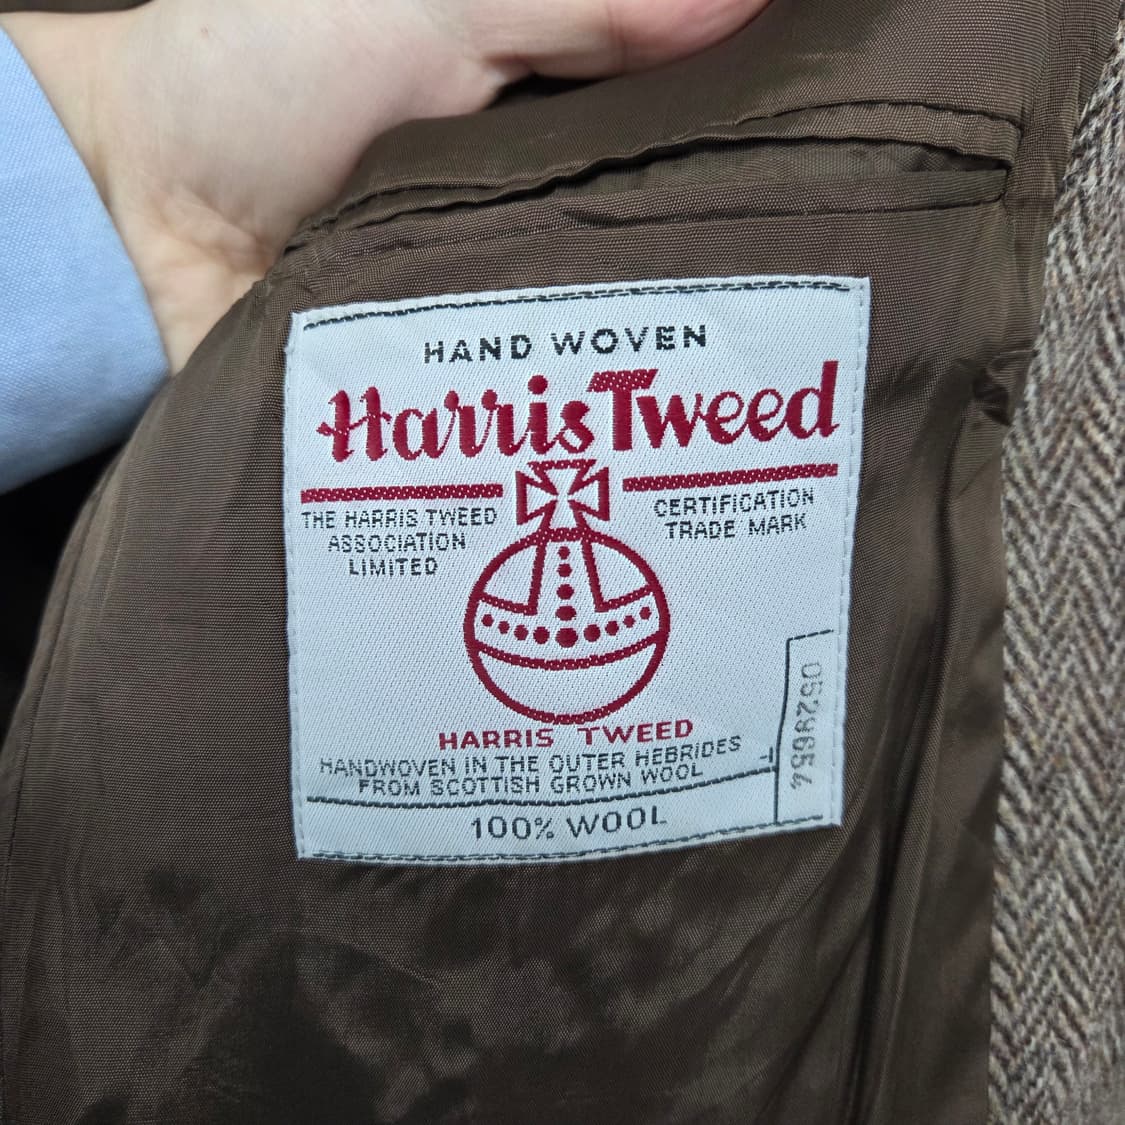 HAND WOVEN
Harris Tweed
THE HARRIS TWEED
ASSOCIATION
LIMITED
CERTIFICATION
TRADE MARK
HARRIS TWEED
HANDWOVEN IN THE OUTER HEBRIDES
FROM SCOTTISH GROWN WOOL
100% WOOL
0529654